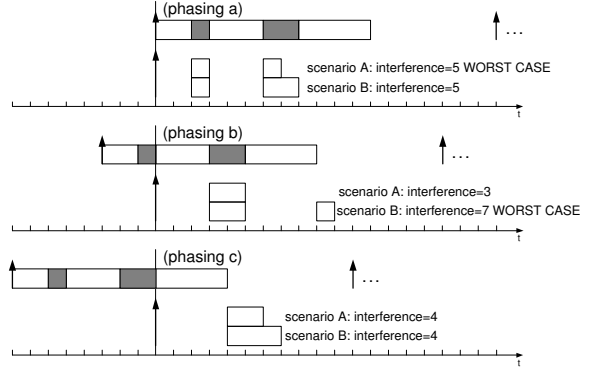 (phasing a)
...
scenario A: interference=5 WORST CASE
scenario B: interference=5
t
(phasing b)
...
scenario A: interference=3
scenario B: interference=7 WORST CASE
t
(phasing c)
...
scenario A: interference=4
scenario B: interference=4
t